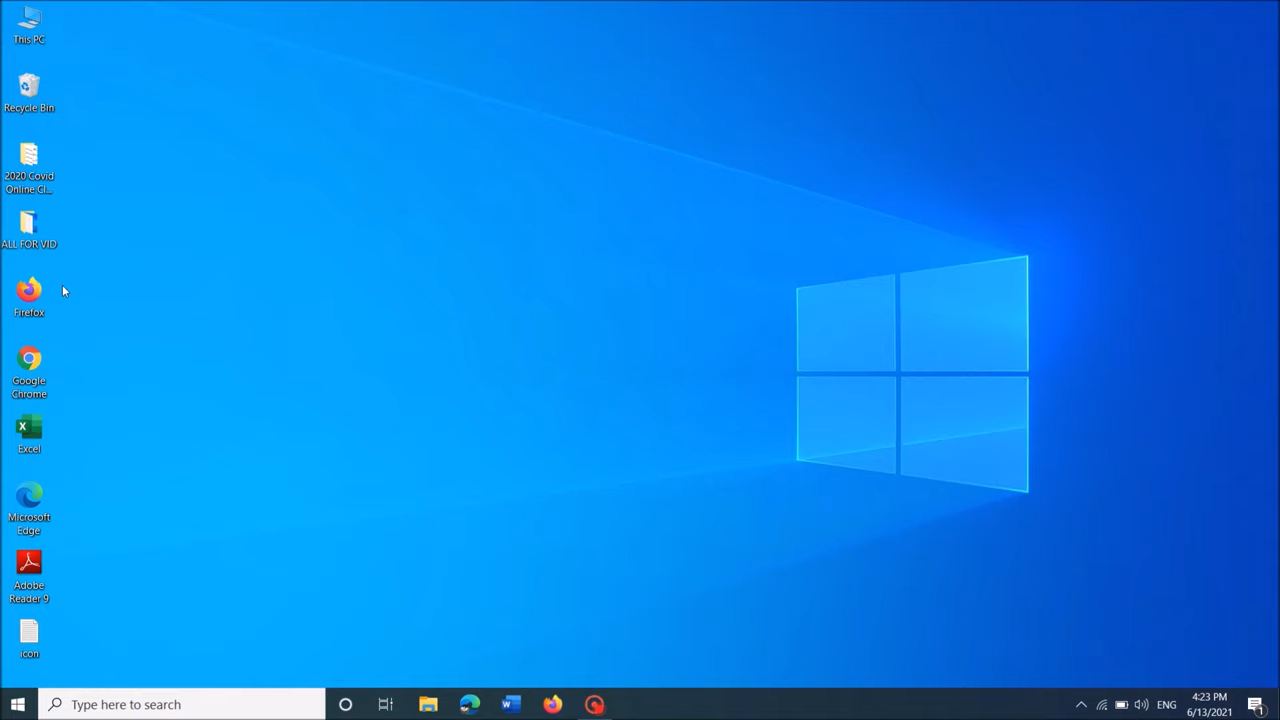 This PC
Recycle Bin
2020 Covid
Online Cl...
ALL FOR VID
Firefox
Google
Chrome
Excel
Microsoft
Edge
Adobe
Reader 9
icon
Type here to search
ENG
4:23 PM
6/13/2021
1